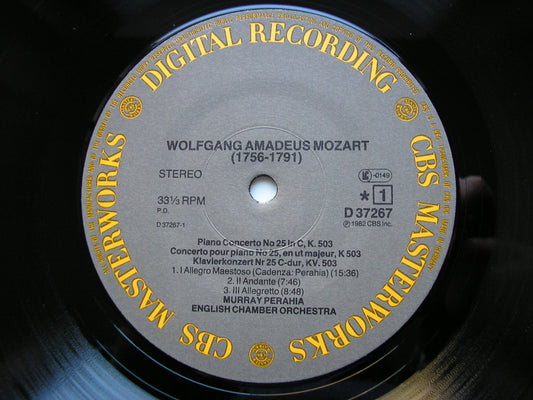 DIGITAL RECORDING
CBS MASTERWORKS
CBS MASTERWORKS
WOLFGANG AMADEUS MOZART
(1756-1791)
STEREO
LC -0149
33⅓ RPM
* 1
P.D.
D 37267
D 37267-1
Ⓟ 1982 CBS Inc.
Piano Concerto No 25 in C, K. 503
Concerto pour piano No 25, en ut majeur, K 503
Klavierkonzert Nr 25 C-dur, KV. 503
1. I Allegro Maestoso (Cadenza: Perahia) (15:36)
2. II Andante (7:46)
3. III Allegretto (8:48)
MURRAY PERAHIA
ENGLISH CHAMBER ORCHESTRA